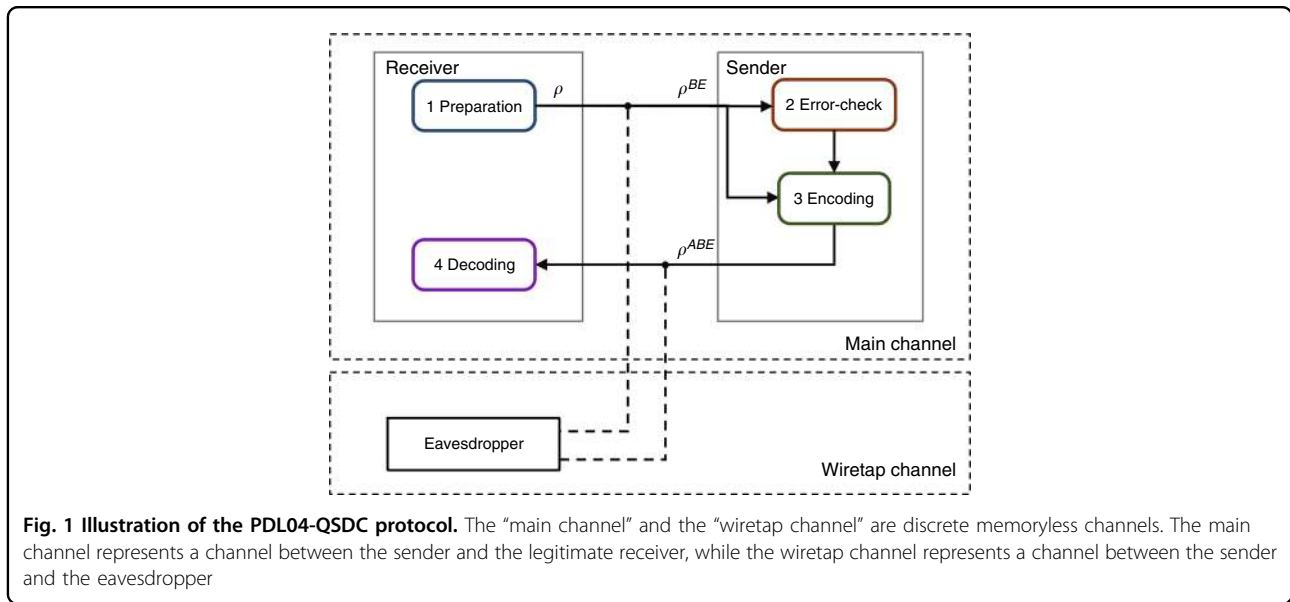 Receiver
Sender
1 Preparation
ρ
ρ^{BE}
2 Error-check
3 Encoding
4 Decoding
ρ^{ABE}
Main channel
Eavesdropper
Wiretap channel
Fig. 1 Illustration of the PDL04-QSDC protocol. The “main channel” and the “wiretap channel” are discrete memoryless channels. The main
channel represents a channel between the sender and the legitimate receiver, while the wiretap channel represents a channel between the sender
and the eavesdropper